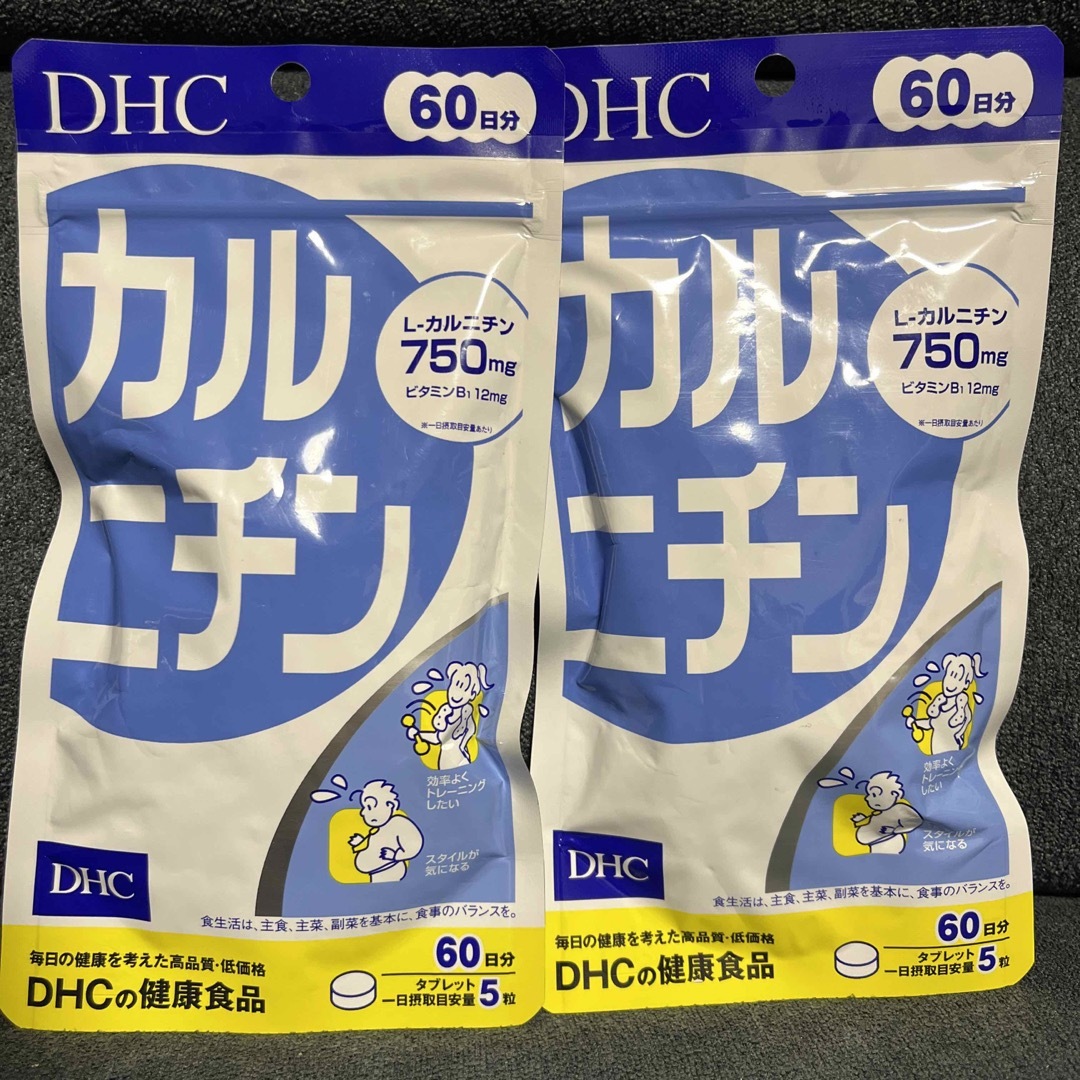 DHC
60日分
カル
ニチン
L-カルニチン
750mg
ビタミンB1 12mg
※一日摂取目安量あたり
効率よく
トレーニング
したい
スタイルが
気になる
DHC
食生活は、主食、主菜、副菜を基本に、食事のバランスを。
毎日の健康を考えた高品質・低価格
DHCの健康食品
60日分
タブレット
一日摂取目安量 5粒
DHC
60日分
カル
ニチン
L-カルニチン
750mg
ビタミンB1 12mg
※一日摂取目安量あたり
効率よく
トレーニング
したい
スタイルが
気になる
DHC
食生活は、主食、主菜、副菜を基本に、食事のバランスを。
毎日の健康を考えた高品質・低価格
DHCの健康食品
60日分
タブレット
一日摂取目安量 5粒